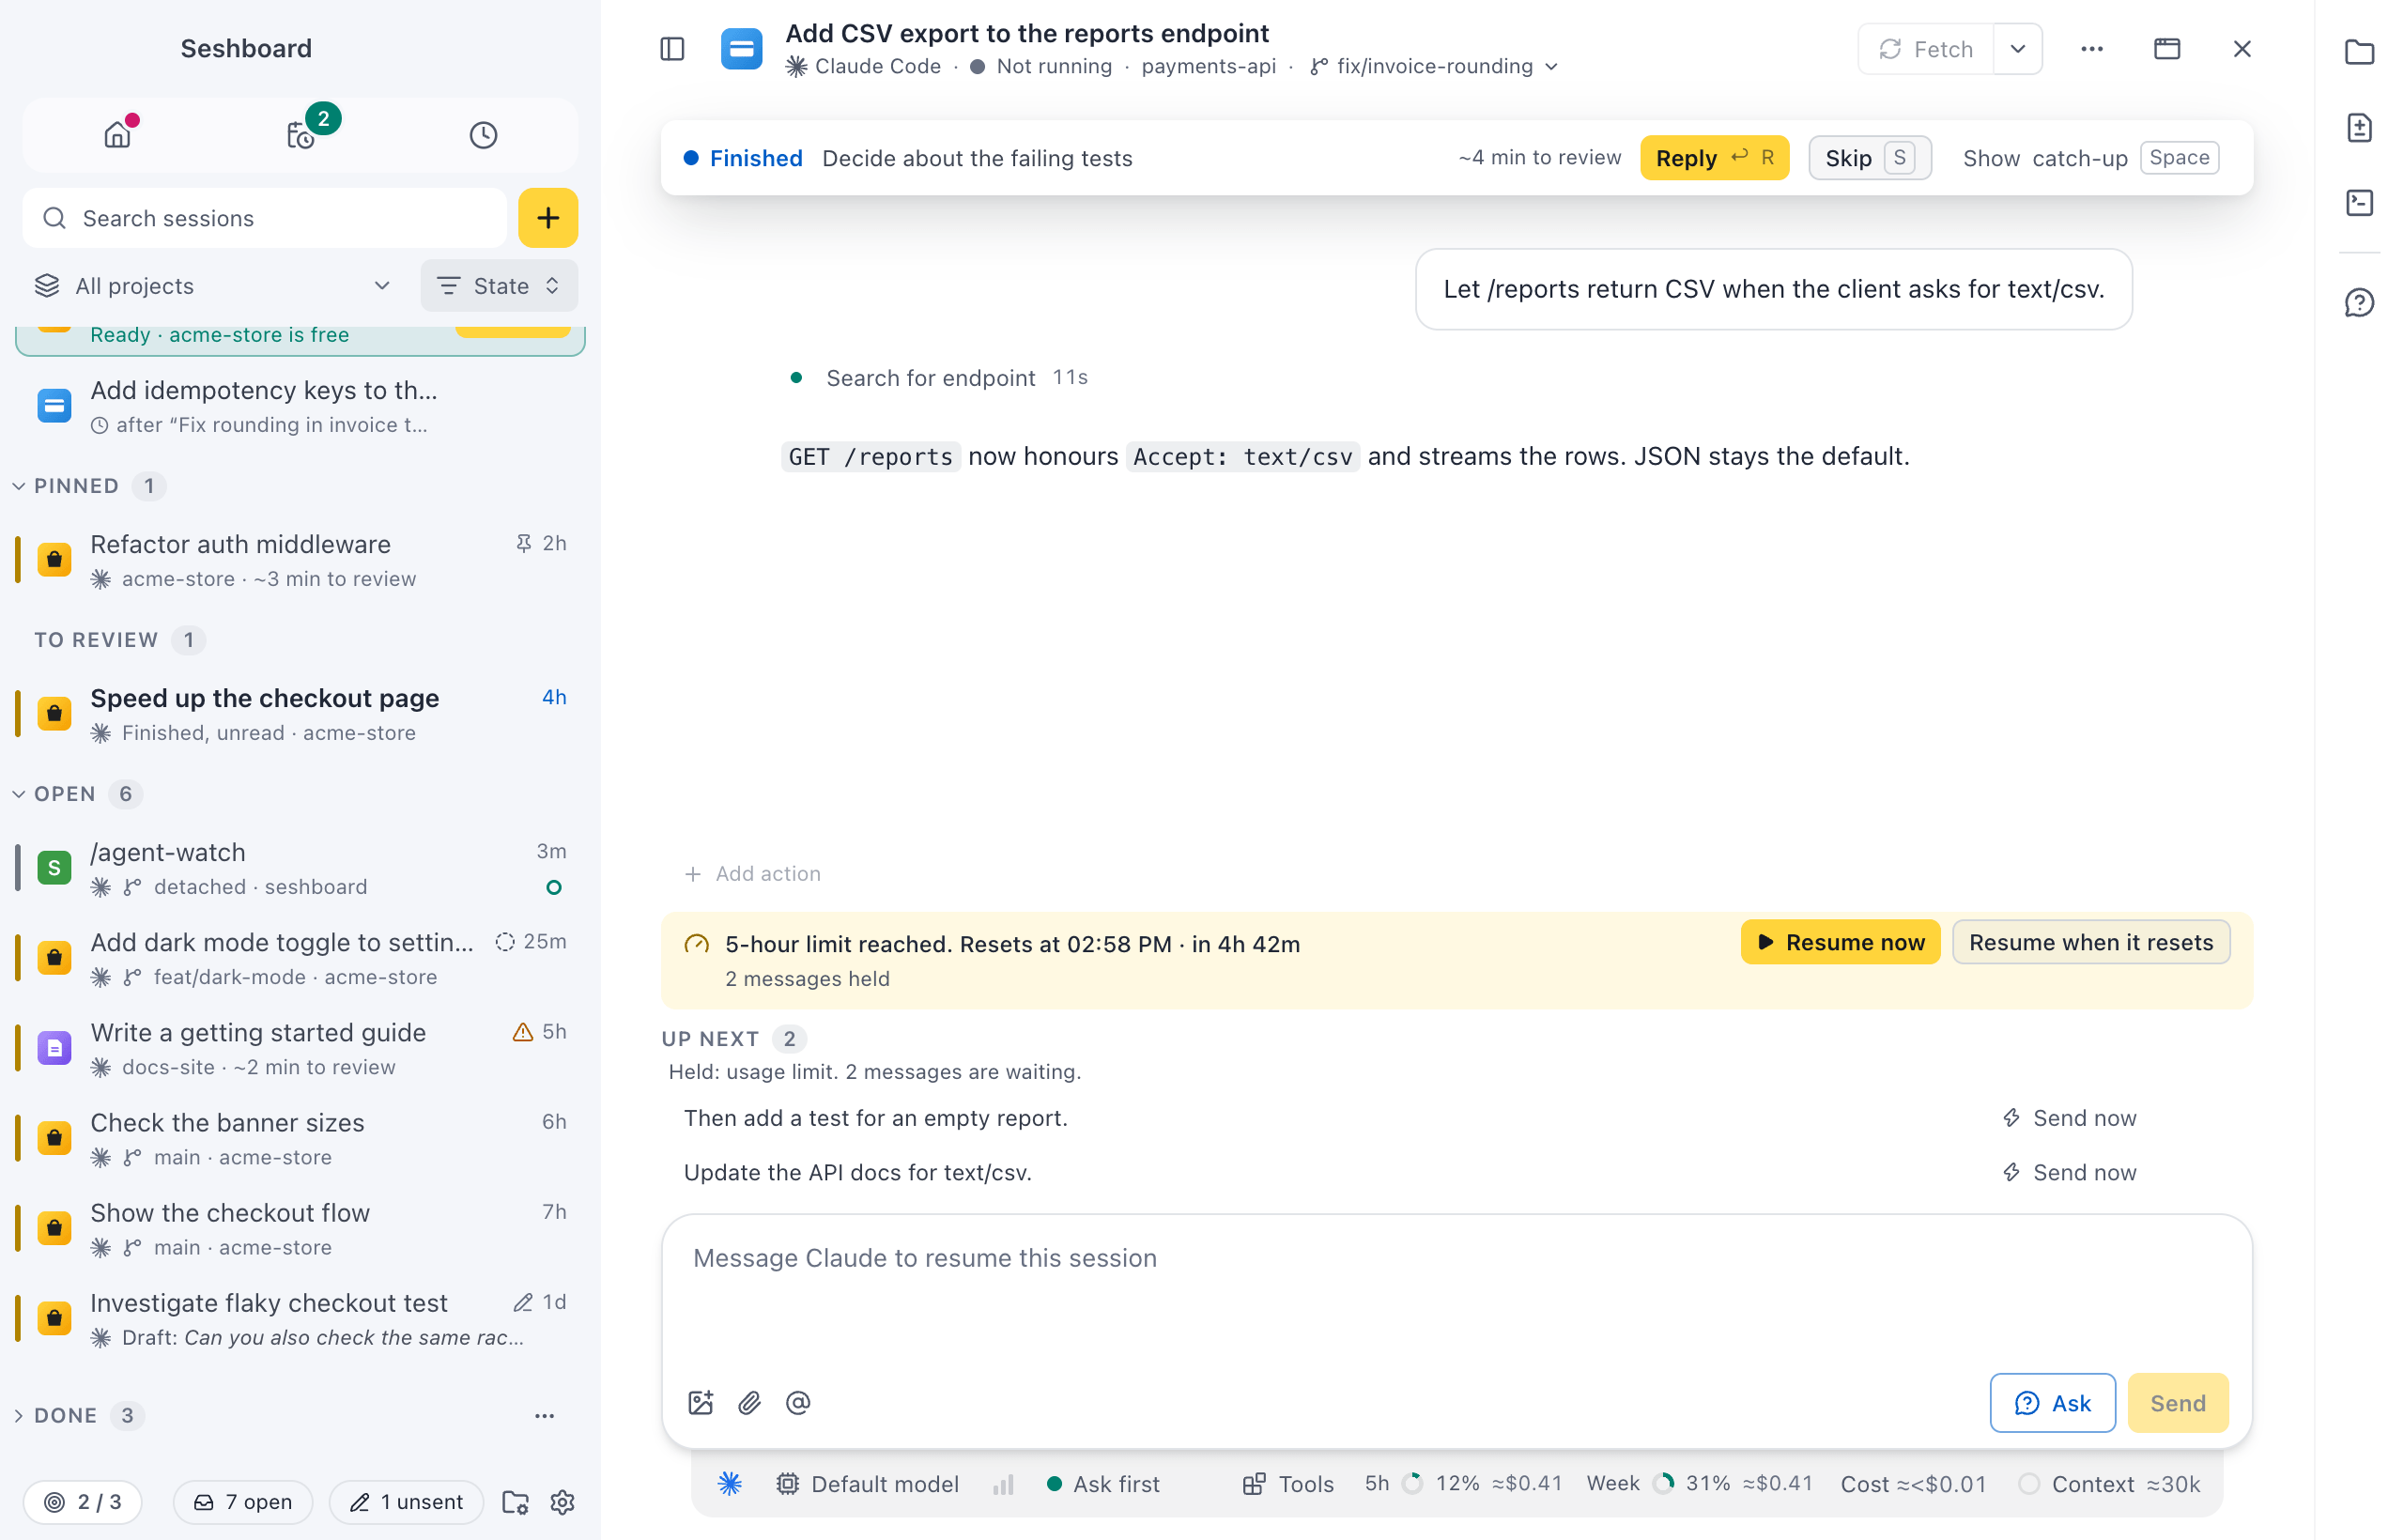 Seshboard
2
Search sessions
All projects
State
Ready · acme-store is free
Add idempotency keys to th...
after “Fix rounding in invoice t...
PINNED 1
Refactor auth middleware 2h
acme-store · ~3 min to review
TO REVIEW 1
Speed up the checkout page 4h
Finished, unread · acme-store
OPEN 6
S
/agent-watch 3m
detached · seshboard
Add dark mode toggle to settin... 25m
feat/dark-mode · acme-store
Write a getting started guide 5h
docs-site · ~2 min to review
Check the banner sizes 6h
main · acme-store
Show the checkout flow 7h
main · acme-store
Investigate flaky checkout test 1d
Draft: Can you also check the same rac...
DONE 3
2 / 3
7 open
1 unsent
Add CSV export to the reports endpoint
Claude Code · Not running · payments-api · fix/invoice-rounding
Fetch
Finished Decide about the failing tests
~4 min to review
Reply R
Skip S
Show catch-up Space
Let /reports return CSV when the client asks for text/csv.
Search for endpoint 11s
GET /reports now honours Accept: text/csv and streams the rows. JSON stays the default.
Add action
5-hour limit reached. Resets at 02:58 PM · in 4h 42m
2 messages held
Resume now
Resume when it resets
UP NEXT 2
Held: usage limit. 2 messages are waiting.
Then add a test for an empty report. Send now
Update the API docs for text/csv. Send now
Message Claude to resume this session
Ask
Send
Default model
Ask first
Tools
5h 12% ≈$0.41
Week 31% ≈$0.41
Cost ≈<$0.01
Context ≈30k